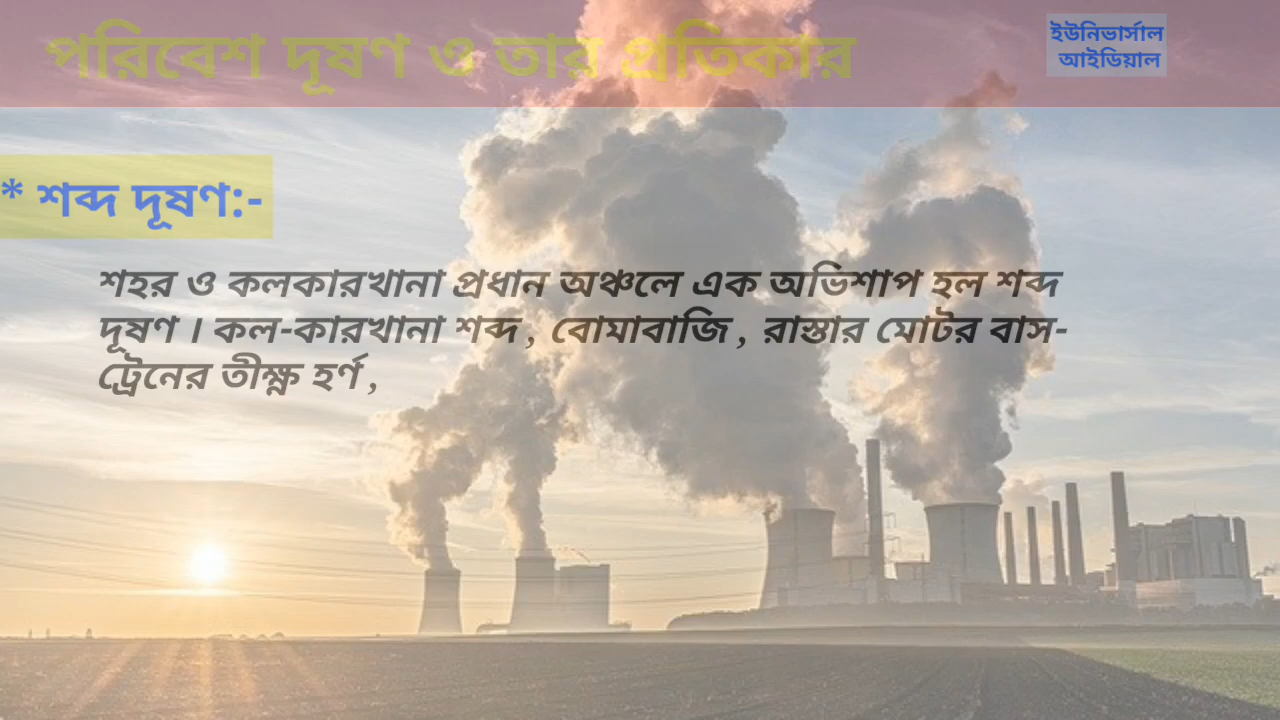 পরিবেশ দূষণ ও তার প্রতিকার
ইউনিভার্সাল
আইডিয়াল
* শব্দ দূষণ:-
শহর ও কলকারখানা প্রধান অঞ্চলে এক অভিশাপ হল শব্দ
দূষণ । কল-কারখানা শব্দ , বোমাবাজি , রাস্তার মোটর বাস-
ট্রেনের তীক্ষ্ণ হর্ণ ,